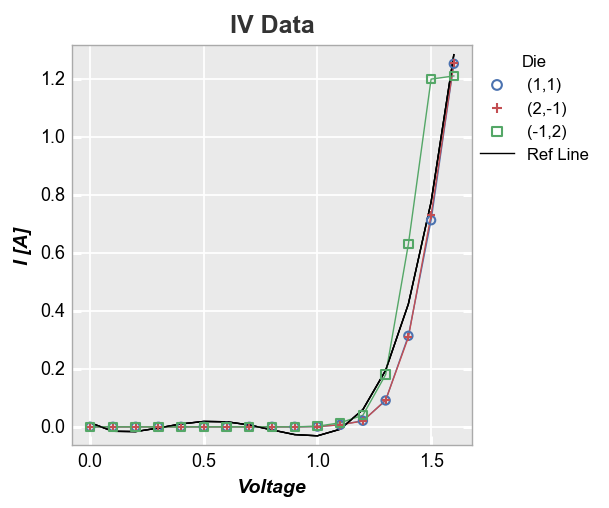 IV Data
Die
(1,1)
(2,-1)
(-1,2)
Ref Line
I [A]
1.2
1.0
0.8
0.6
0.4
0.2
0.0
0.0 0.5 1.0 1.5
Voltage